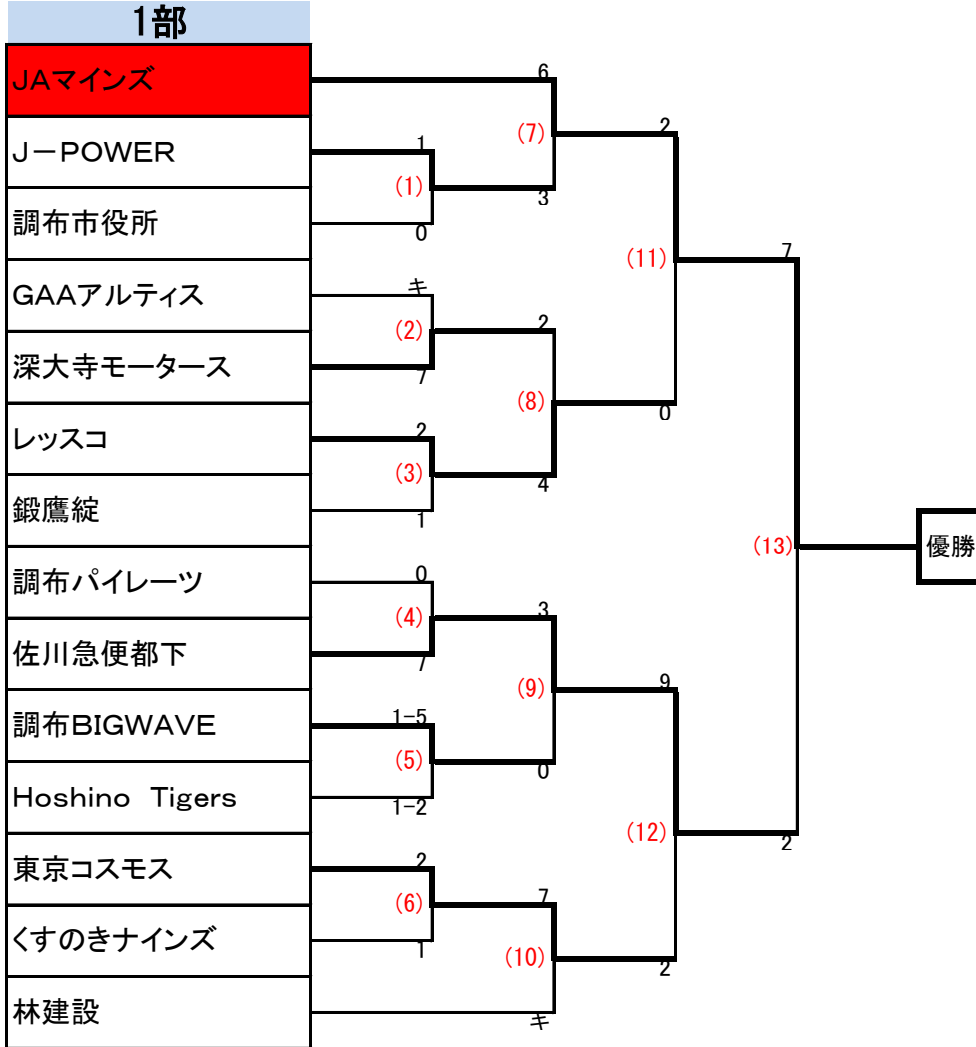 1部
JAマインズ
J－POWER
調布市役所
GAAアルティス
深大寺モータース
レッスコ
鍛鷹綻
調布パイレーツ
佐川急便都下
調布BIGWAVE
Hoshino　Tigers
東京コスモス
くすのきナインズ
林建設
1
(1)
0
キ
(2)
7
2
(3)
1
0
(4)
7
1-5
(5)
1-2
2
(6)
1
6
(7)
3
2
(8)
4
3
(9)
0
7
(10)
キ
2
(11)
0
9
(12)
2
7
(13)
2
優勝